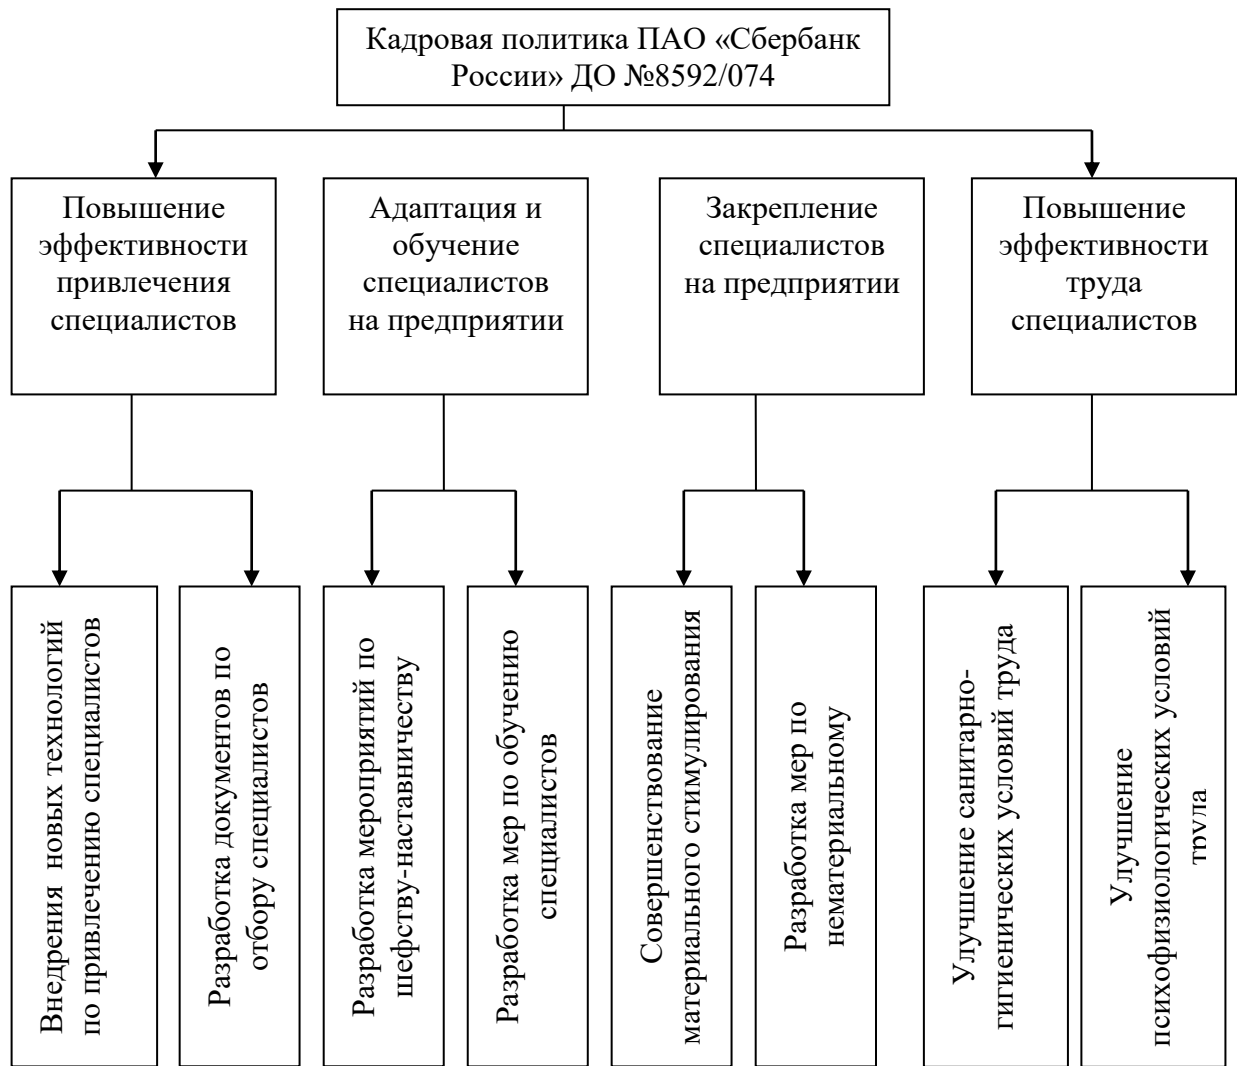 Кадровая политика ПАО «Сбербанк
России» ДО №8592/074
Повышение
эффективности
привлечения
специалистов
Адаптация и
обучение
специалистов
на предприятии
Закрепление
специалистов
на предприятии
Повышение
эффективности
труда
специалистов
Внедрения новых технологий
по привлечению специалистов
Разработка документов по
отбору специалистов
Разработка мероприятий по
шефству-наставничеству
Разработка мер по обучению
специалистов
Совершенствование
материального стимулирования
Разработка мер по
нематериальному
Улучшение санитарно-
гигиенических условий труда
Улучшение
психофизиологических условий
труда